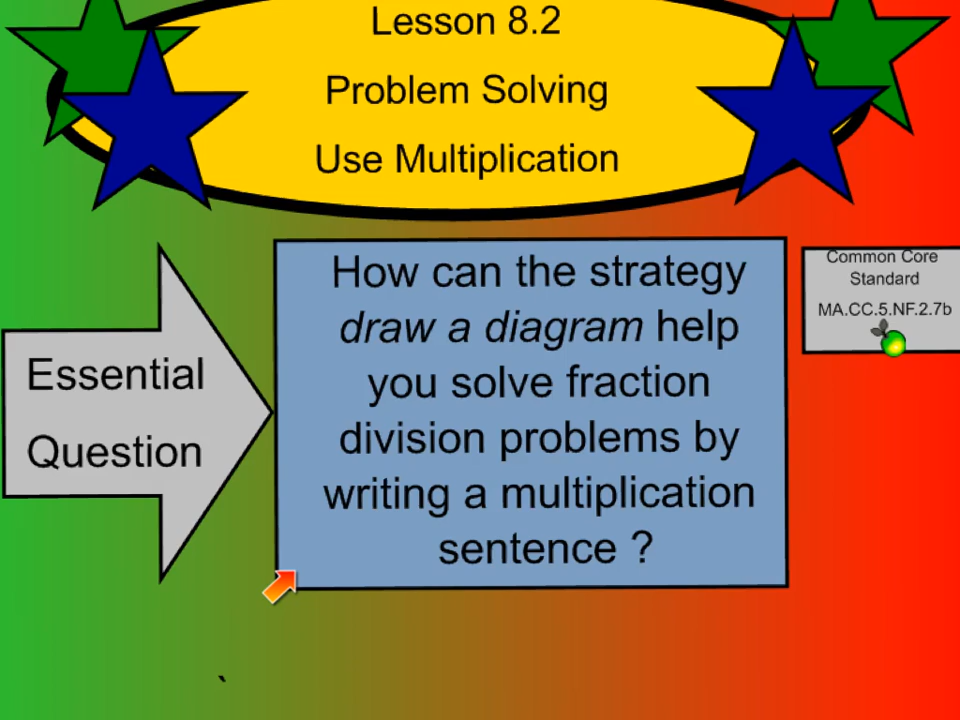 Lesson 8.2
Problem Solving
Use Multiplication
Essential
Question
How can the strategy
draw a diagram help
you solve fraction
division problems by
writing a multiplication
sentence ?
Common Core
Standard
MA.CC.5.NF.2.7b
`